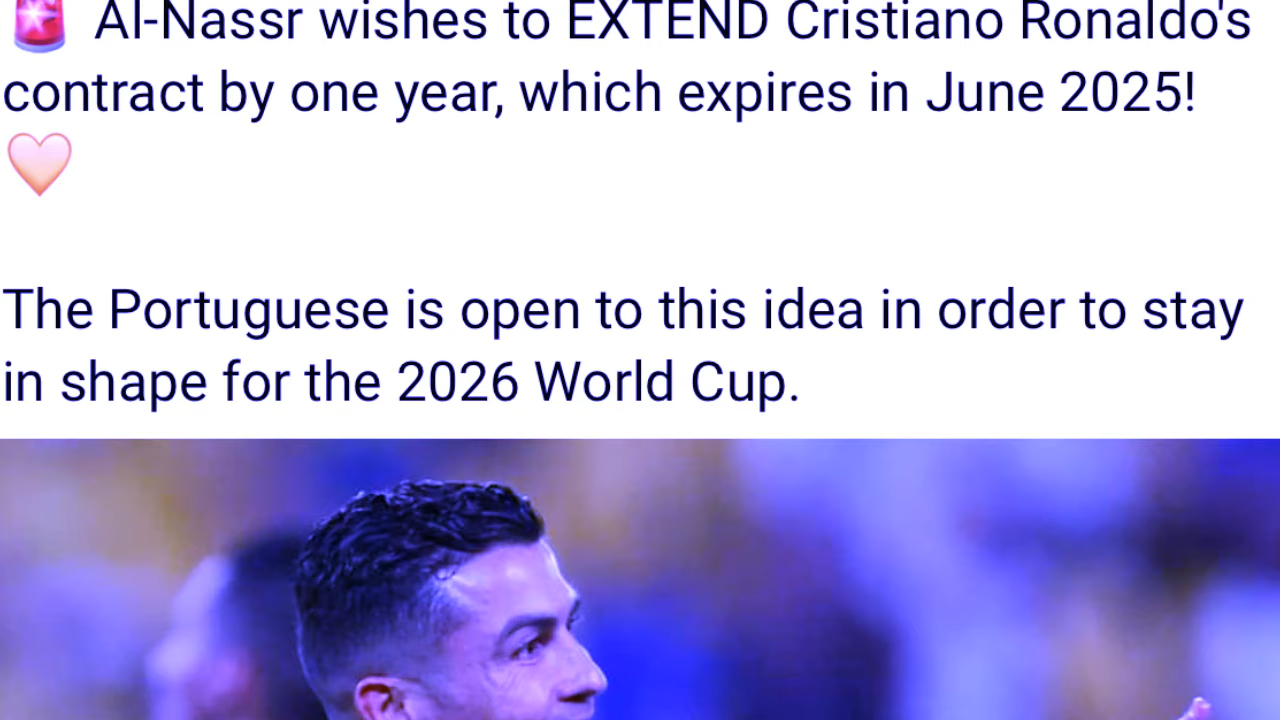 🚨 Al-Nassr wishes to EXTEND Cristiano Ronaldo's
contract by one year, which expires in June 2025!
🩷
The Portuguese is open to this idea in order to stay
in shape for the 2026 World Cup.